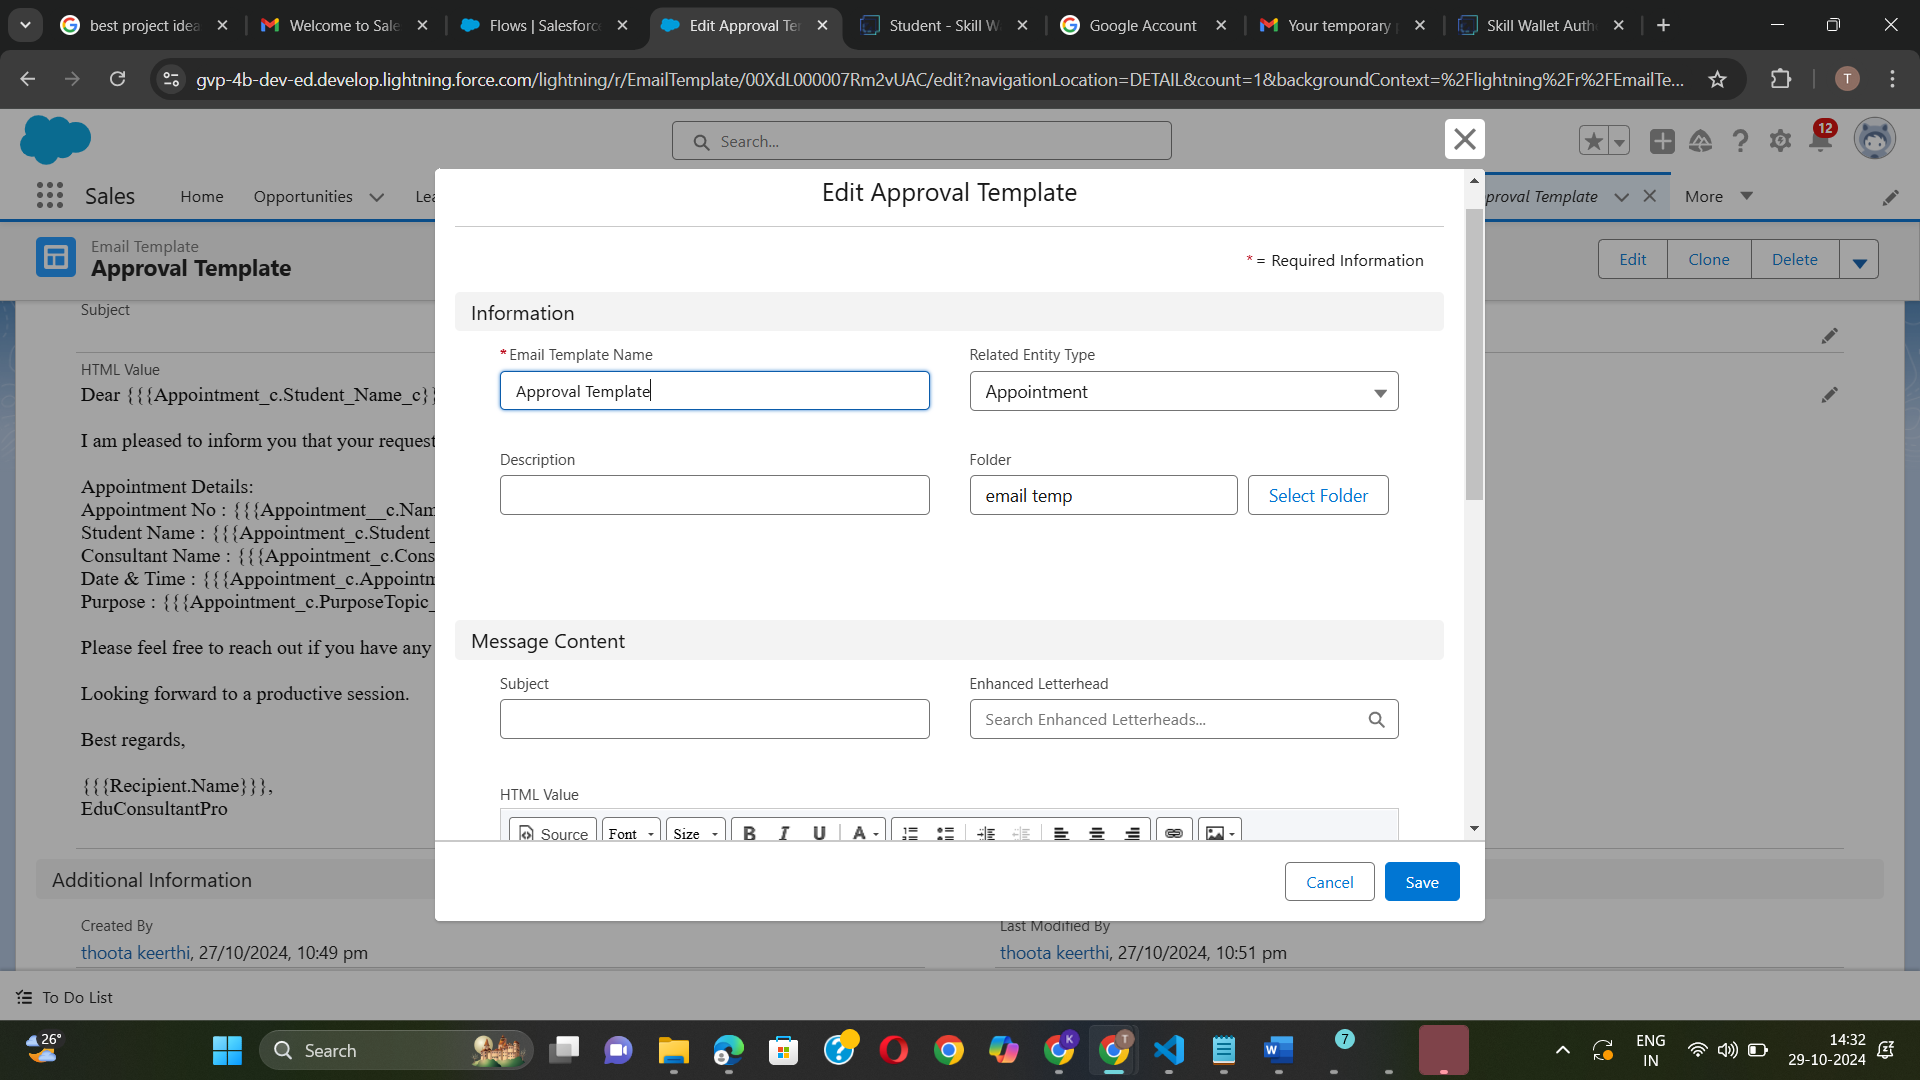 best project idea
Welcome to Sale
Flows | Salesforc
Edit Approval Te
Student - Skill W
Google Account
Your temporary
Skill Wallet Auth
gvp-4b-dev-ed.develop.lightning.force.com/lightning/r/EmailTemplate/00XdL000007Rm2vUAC/edit?navigationLocation=DETAIL&count=1&backgroundContext=%2Flightning%2Fr%2FEmailTe...
T
Search...
12
Sales
Home
Opportunities
Lea
proval Template
More
Email Template
Approval Template
Edit
Clone
Delete
Edit Approval Template
* = Required Information
Information
*Email Template Name
Related Entity Type
Approval Template
Appointment
Description
Folder
email temp
Select Folder
Message Content
Subject
Enhanced Letterhead
Search Enhanced Letterheads...
HTML Value
Source
Font
Size
B I U A
Cancel
Save
Subject
HTML Value
Dear {{{Appointment_c.Student_Name_c}}
I am pleased to inform you that your request
Appointment Details:
Appointment No : {{{Appointment__c.Nam
Student Name : {{{Appointment_c.Student_
Consultant Name : {{{Appointment_c.Cons
Date & Time : {{{Appointment_c.Appointm
Purpose : {{{Appointment_c.PurposeTopic_
Please feel free to reach out if you have any
Looking forward to a productive session.
Best regards,
{{{Recipient.Name}}},
EduConsultantPro
Additional Information
Created By
Last Modified By
thoota keerthi, 27/10/2024, 10:49 pm
thoota keerthi, 27/10/2024, 10:51 pm
To Do List
26°
Search
K
T
7
ENG
IN
14:32
29-10-2024